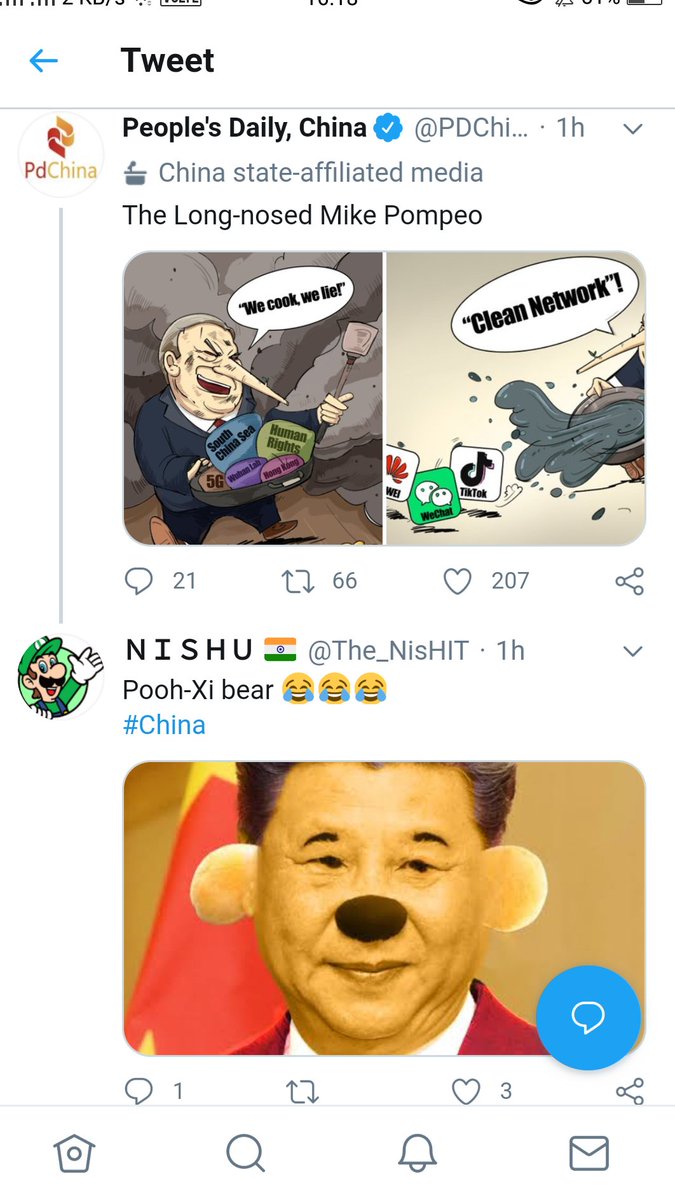 Tweet
People's Daily, China @PDChi... · 1h
PdChina
China state-affiliated media
The Long-nosed Mike Pompeo
"We cook, we lie!"
South
China Sea
Human
Rights
5G
Wuhan Lab
Hong Kong
"Clean Network"!
WEI
WeChat
TikTok
21
66
207
NISHU @The_NisHIT · 1h
Pooh-Xi bear 😂😂😂
#China
1
3